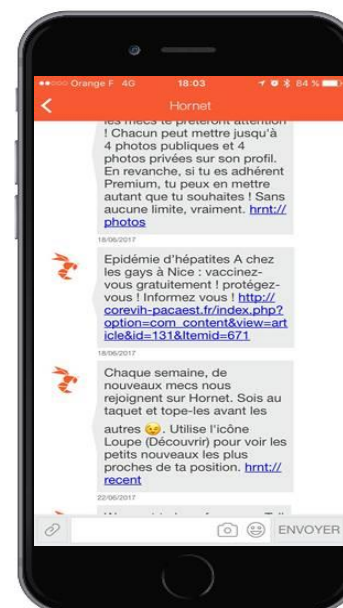 Orange F 4G 18:03 84 %
Hornet
les mecs te prêteront attention
! Chacun peut mettre jusqu'à
4 photos publiques et 4
photos privées sur son profil.
En revanche, si tu es adhérent
Premium, tu peux en mettre
autant que tu souhaites ! Sans
aucune limite, vraiment. hrnt://
photos
18/06/2017
Epidémie d'hépatites A chez
les gays à Nice : vaccinez-
vous gratuitement ! protégez-
vous ! Informez vous ! http://
corevih-pacaest.fr/index.php?
option=com_content&view=art
icle&id=131&Itemid=671
18/06/2017
Chaque semaine, de
nouveaux mecs nous
rejoignent sur Hornet. Sois au
taquet et tope-les avant les
autres 😉. Utilise l'icône
Loupe (Découvrir) pour voir les
petits nouveaux les plus
proches de ta position. hrnt://
recent
22/06/2017
ENVOYER